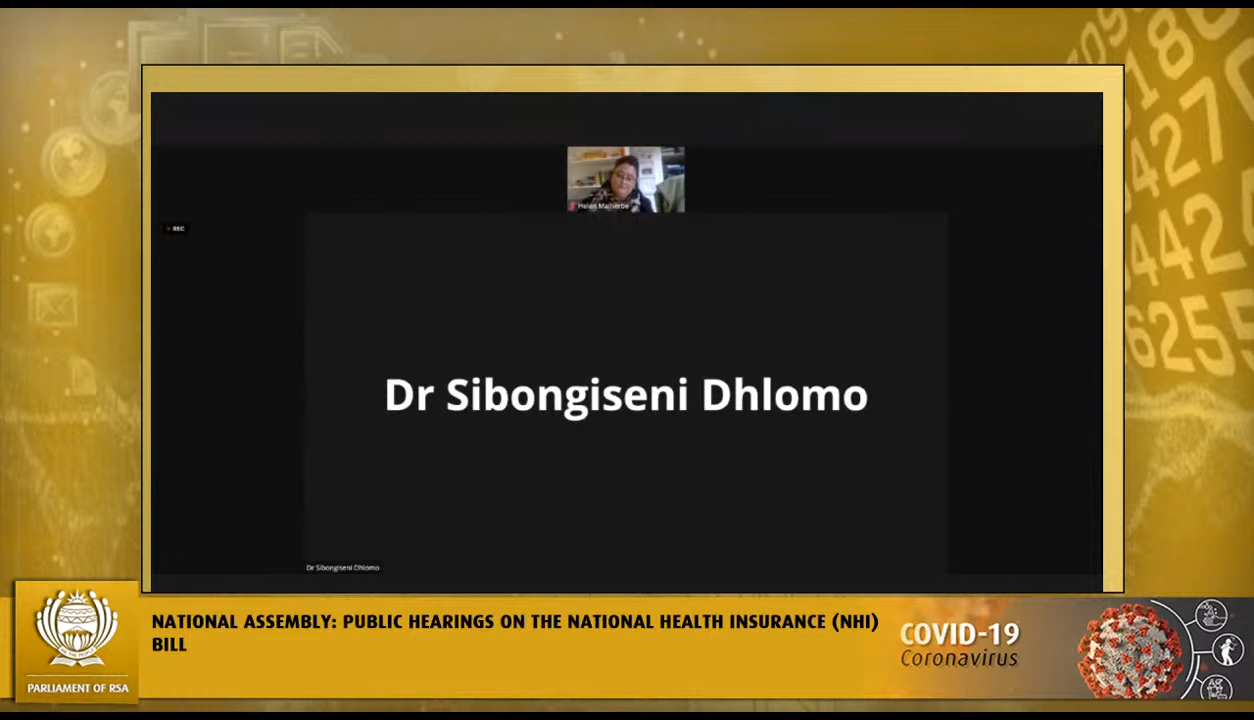 Helen Malherbe
REC
Dr Sibongiseni Dhlomo
Dr Sibongiseni Dhlomo
NATIONAL ASSEMBLY: PUBLIC HEARINGS ON THE NATIONAL HEALTH INSURANCE (NHI)
BILL
COVID-19
Coronavirus
PARLIAMENT OF RSA